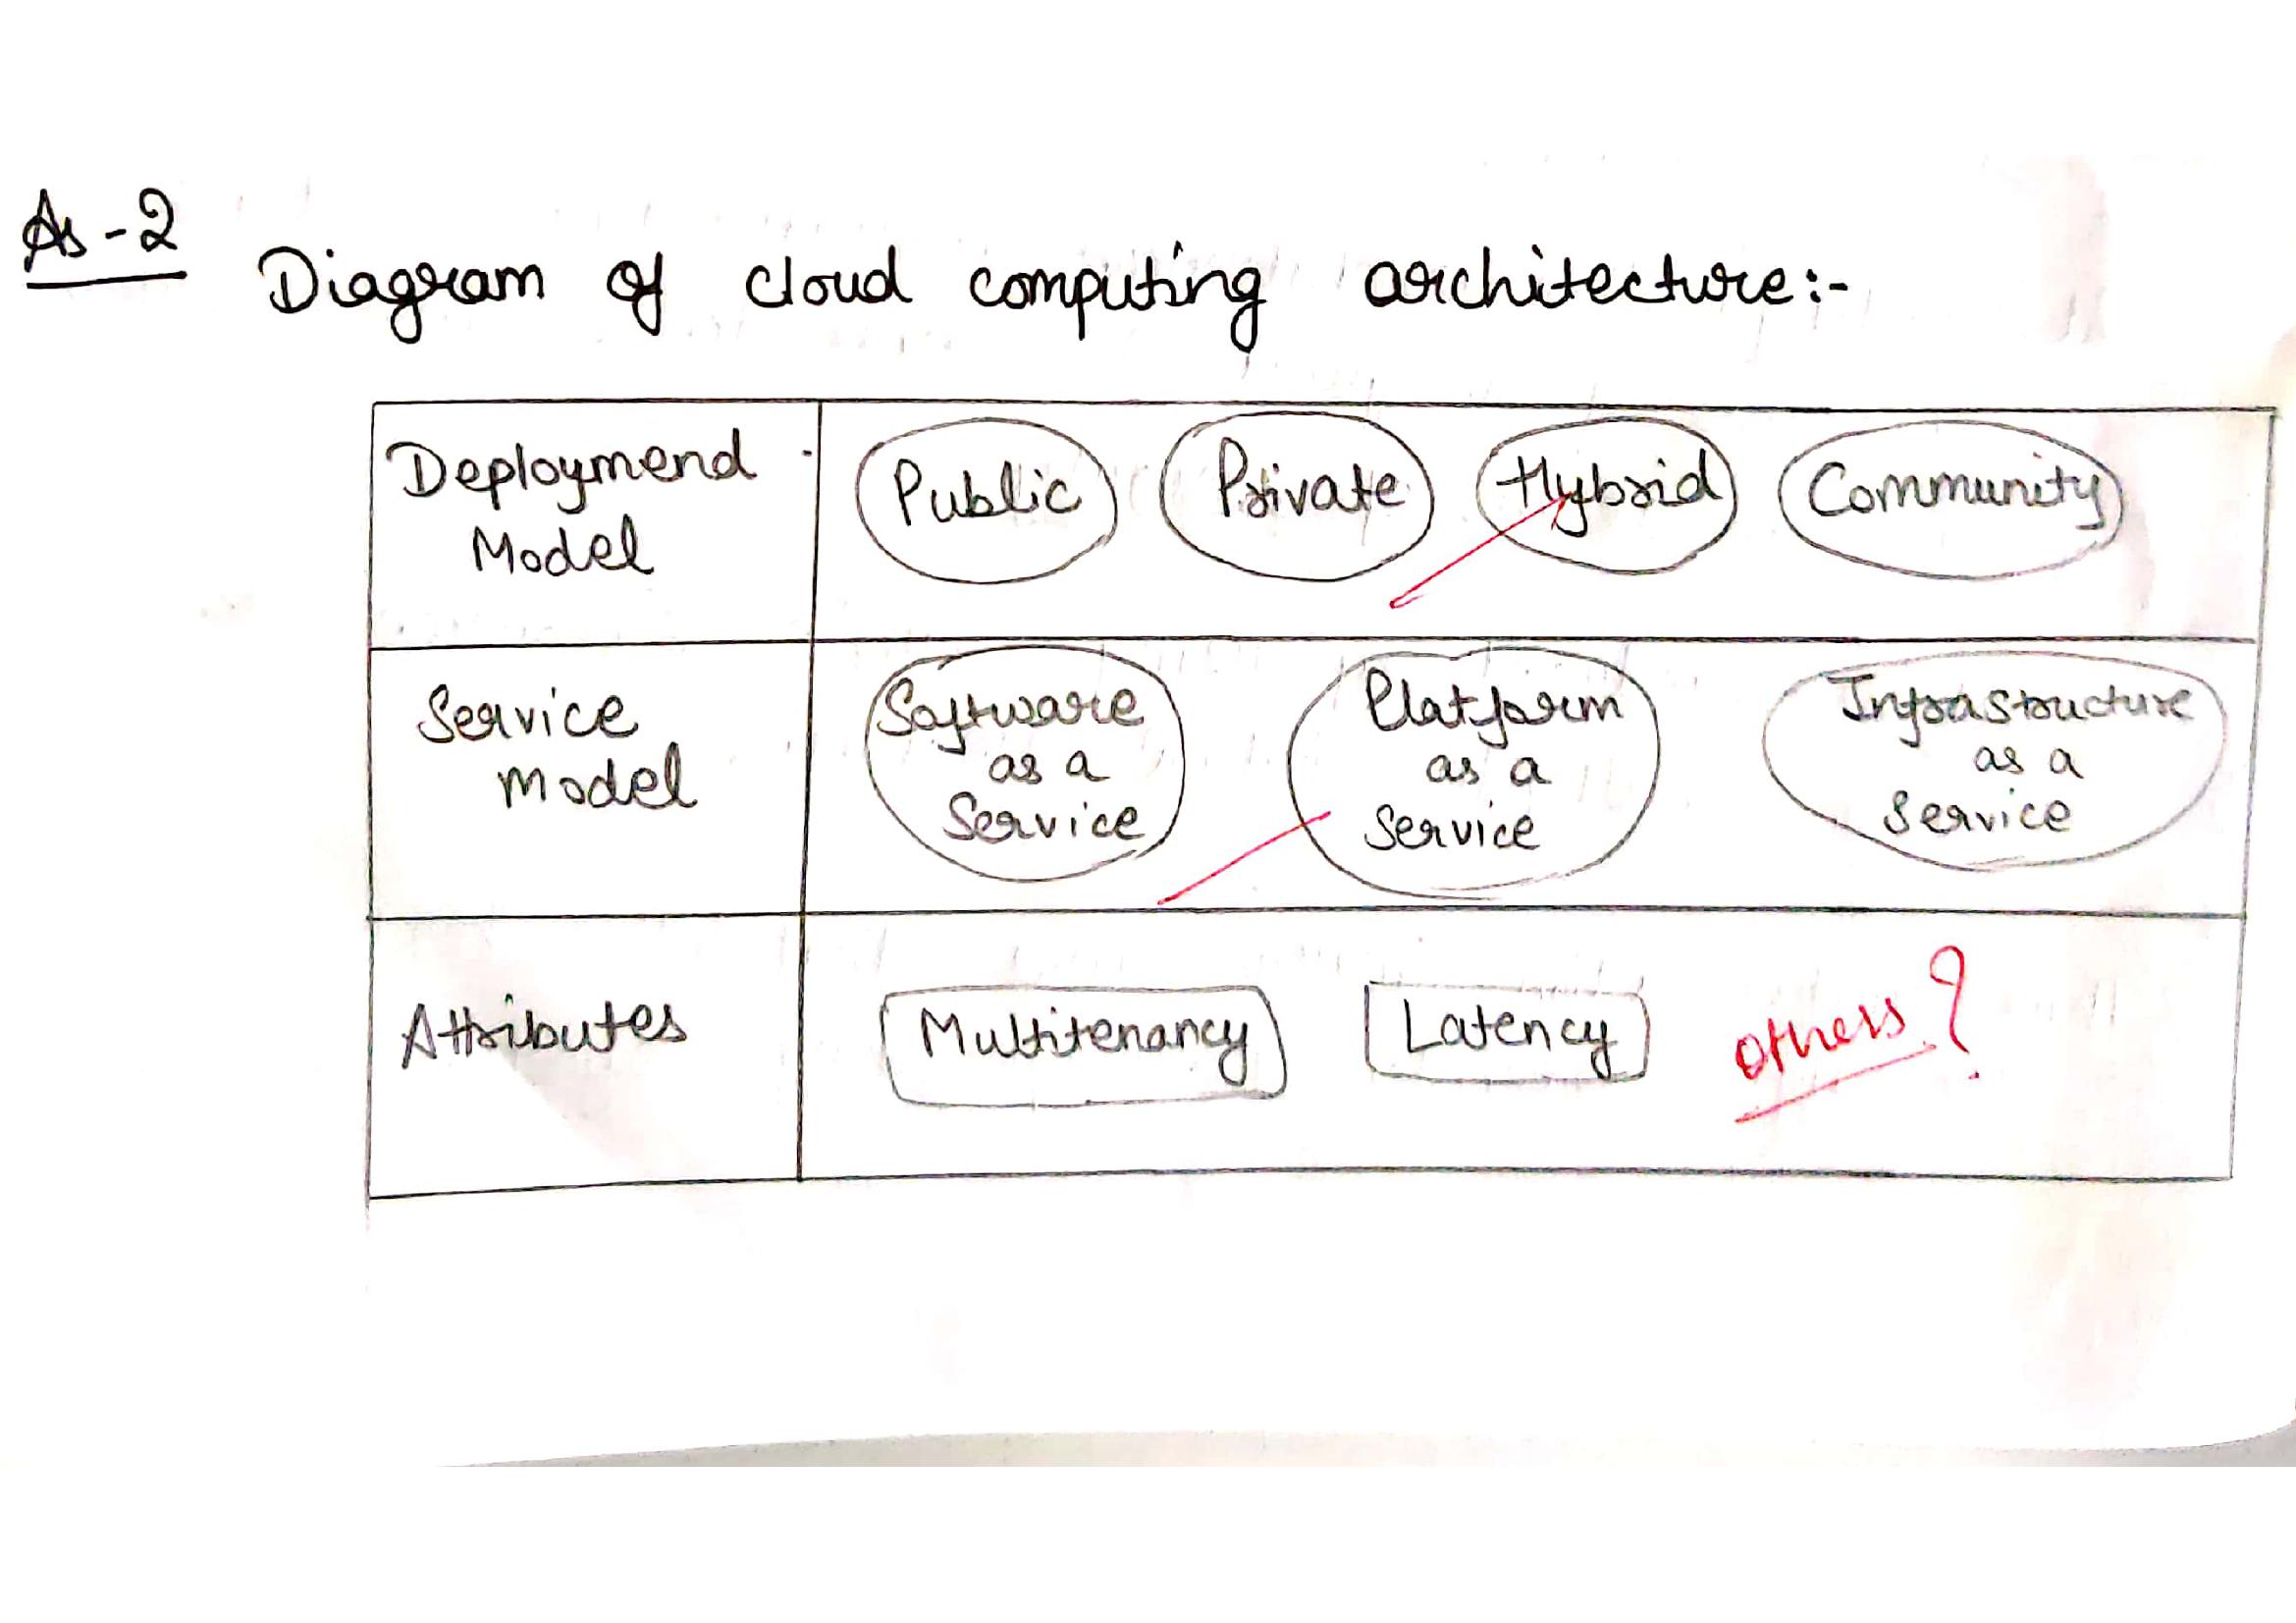 As-2
Diagram of cloud computing architecture:-
Deploymend
Model
Public Private Hybrid Community
Service
Model
Software
as a
Service
Platform
as a
Service
Infrastructure
as a
Service
Attributes
Multitenancy Latency others?